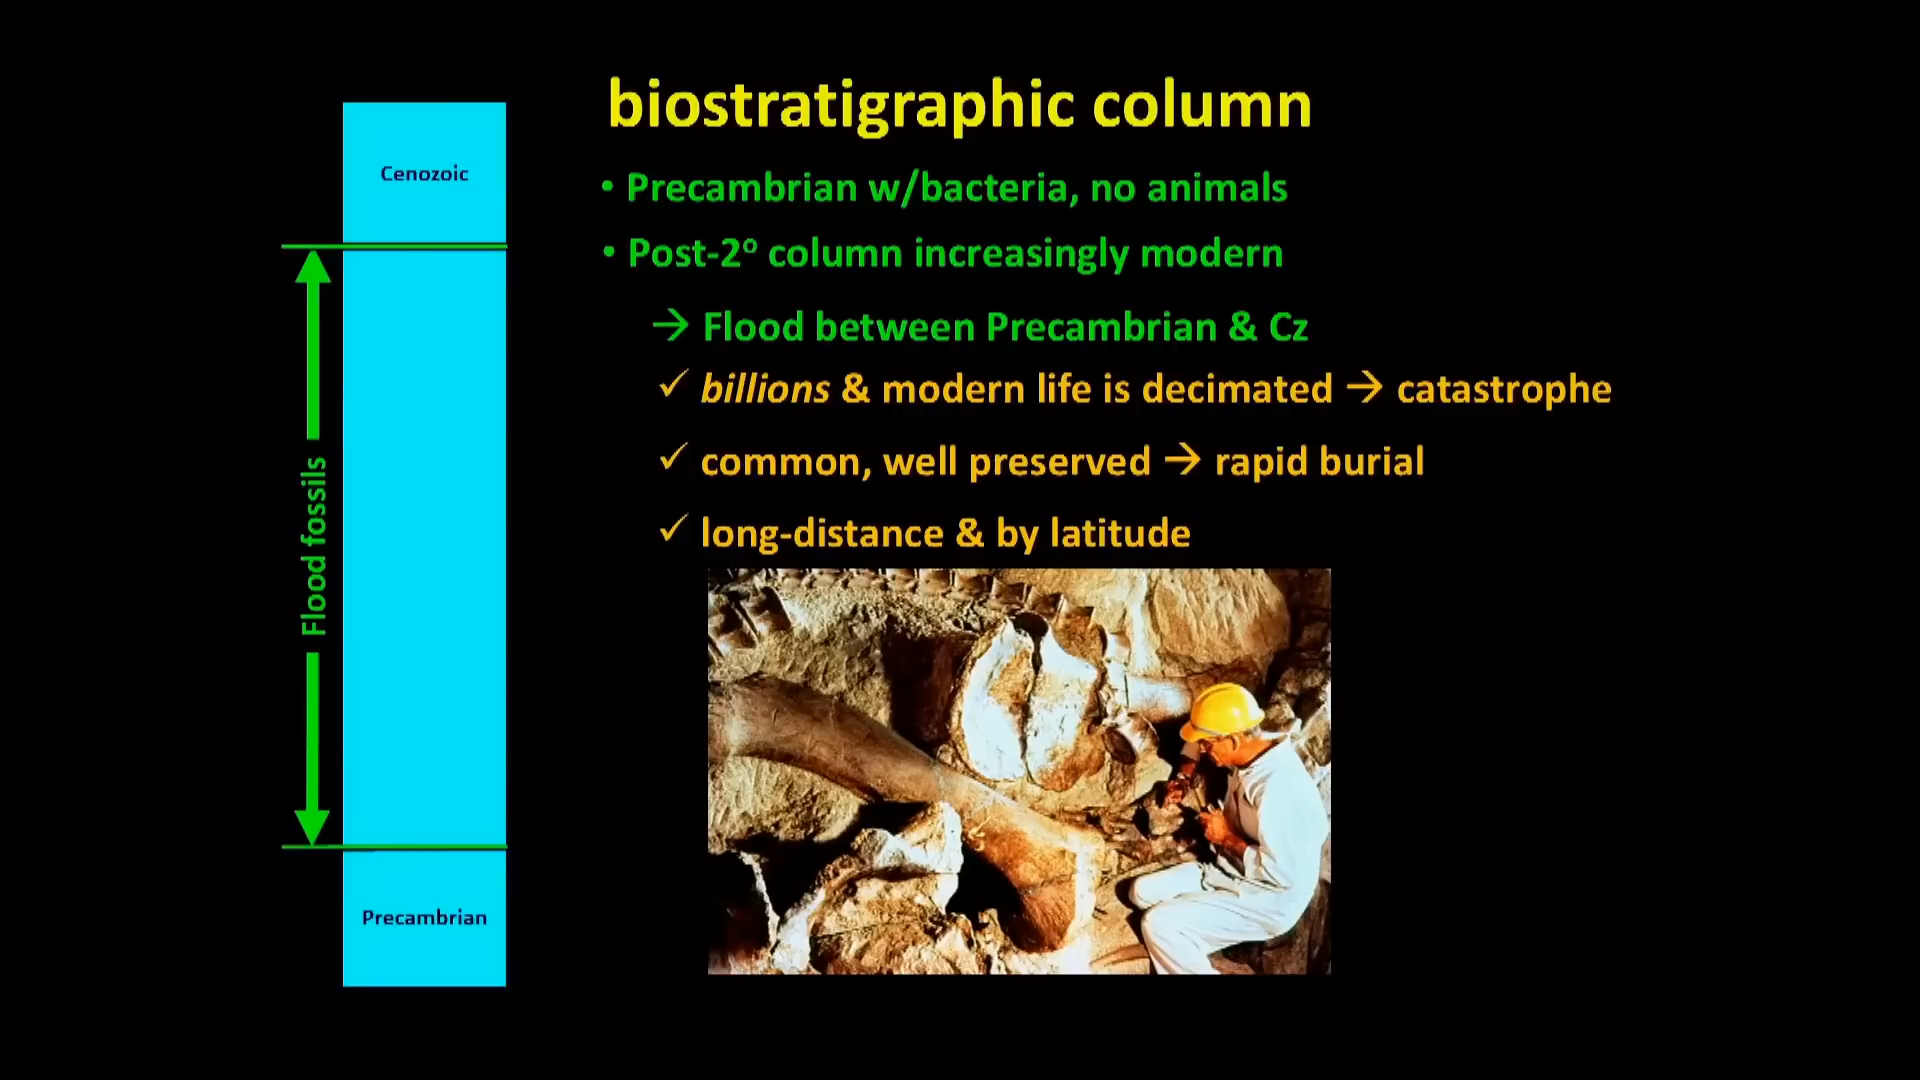 biostratigraphic column
• Precambrian w/bacteria, no animals
• Post-2º column increasingly modern
→ Flood between Precambrian & Cz
✓ billions & modern life is decimated → catastrophe
✓ common, well preserved → rapid burial
✓ long-distance & by latitude
Cenozoic
Flood fossils
Precambrian